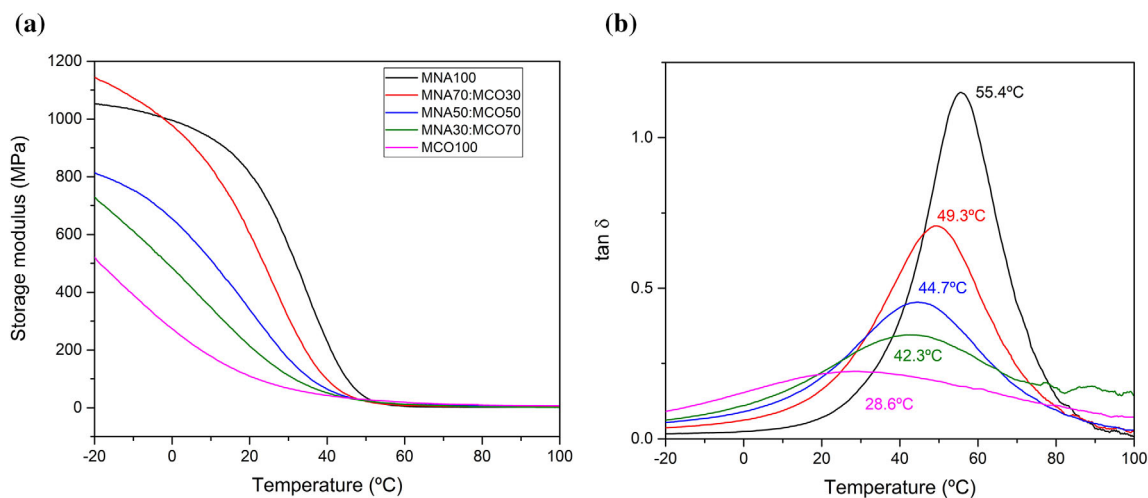 (a)
Storage modulus (MPa)
1200
1000
800
600
400
200
0
-20 0 20 40 60 80 100
Temperature (ºC)
MNA100
MNA70:MCO30
MNA50:MCO50
MNA30:MCO70
MCO100
(b)
tan δ
1.0
0.5
0.0
-20 0 20 40 60 80 100
Temperature (ºC)
55.4ºC
49.3ºC
44.7ºC
42.3ºC
28.6ºC